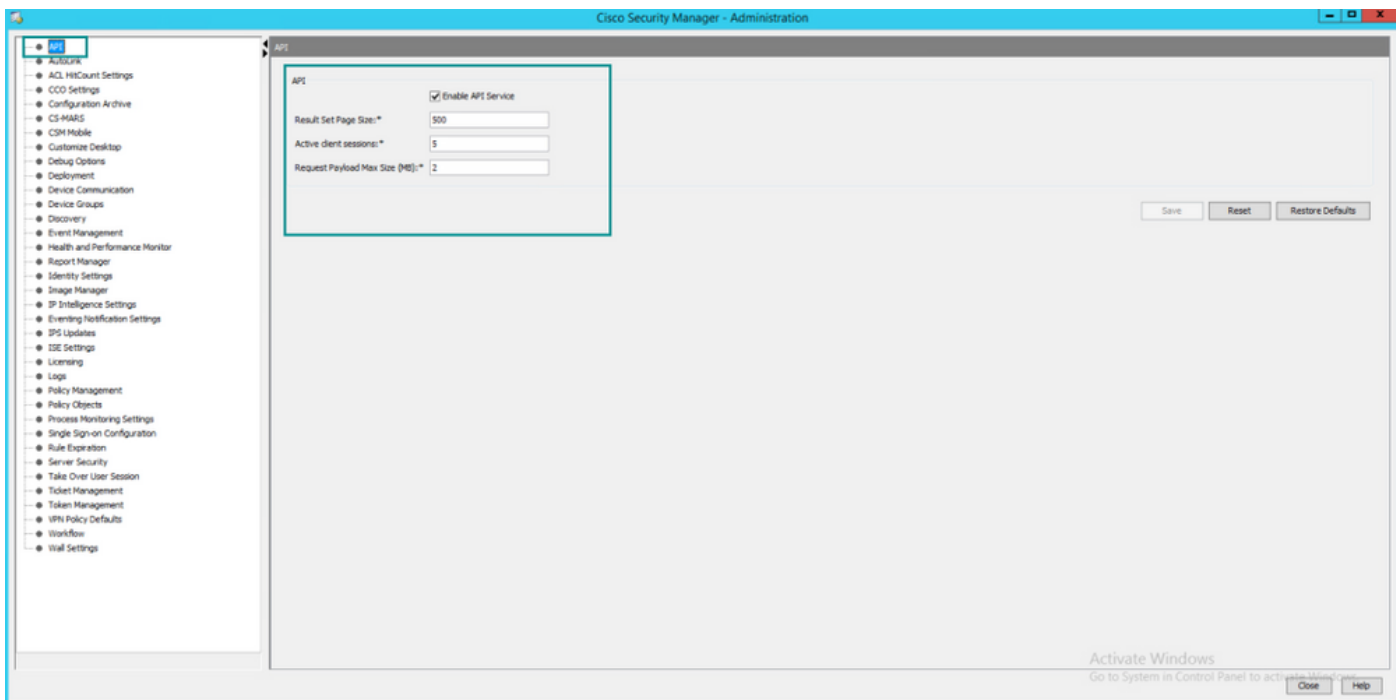 Cisco Security Manager - Administration
API
AutoLink
ACL HitCount Settings
CCO Settings
Configuration Archive
CS-MARS
CSM Mobile
Customize Desktop
Debug Options
Deployment
Device Communication
Device Groups
Discovery
Event Management
Health and Performance Monitor
Report Manager
Identity Settings
Image Manager
IP Intelligence Settings
Eventing Notification Settings
IPS Updates
ISE Settings
Licensing
Logs
Policy Management
Policy Objects
Process Monitoring Settings
Single Sign-on Configuration
Rule Expiration
Server Security
Take Over User Session
Ticket Management
Token Management
VPN Policy Defaults
Workflow
Wall Settings
API
API
Enable API Service
Result Set Page Size:* 500
Active client sessions:* 5
Request Payload Max Size (MB):* 2
Save Reset Restore Defaults
Activate Windows
Go to System in Control Panel to activate Windows.
Close Help